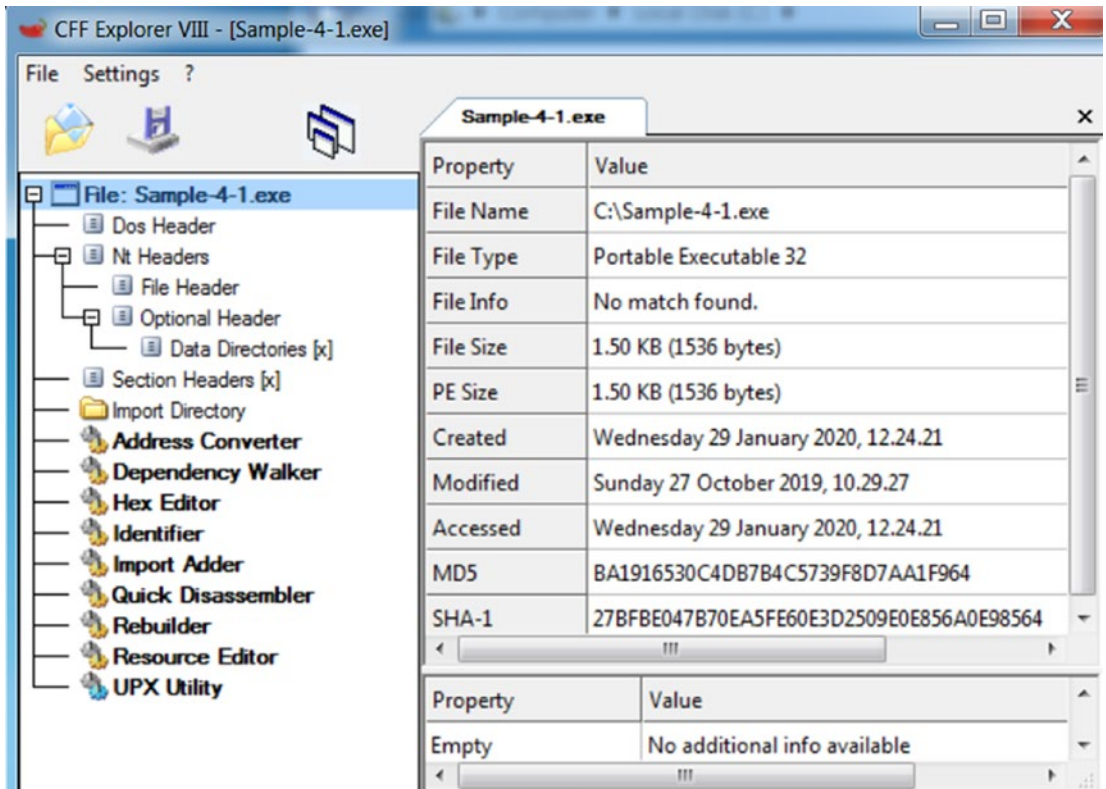 CFF Explorer VIII - [Sample-4-1.exe]
File Settings ?
Sample-4-1.exe
Property Value
File: Sample-4-1.exe
Dos Header
Nt Headers
File Header
Optional Header
Data Directories [x]
Section Headers [x]
Import Directory
Address Converter
Dependency Walker
Hex Editor
Identifier
Import Adder
Quick Disassembler
Rebuilder
Resource Editor
UPX Utility
File Name C:\Sample-4-1.exe
File Type Portable Executable 32
File Info No match found.
File Size 1.50 KB (1536 bytes)
PE Size 1.50 KB (1536 bytes)
Created Wednesday 29 January 2020, 12.24.21
Modified Sunday 27 October 2019, 10.29.27
Accessed Wednesday 29 January 2020, 12.24.21
MD5 BA1916530C4DB7B4C5739F8D7AA1F964
SHA-1 27BFBE047B70EA5FE60E3D2509E0E856A0E98564
Property Value
Empty No additional info available